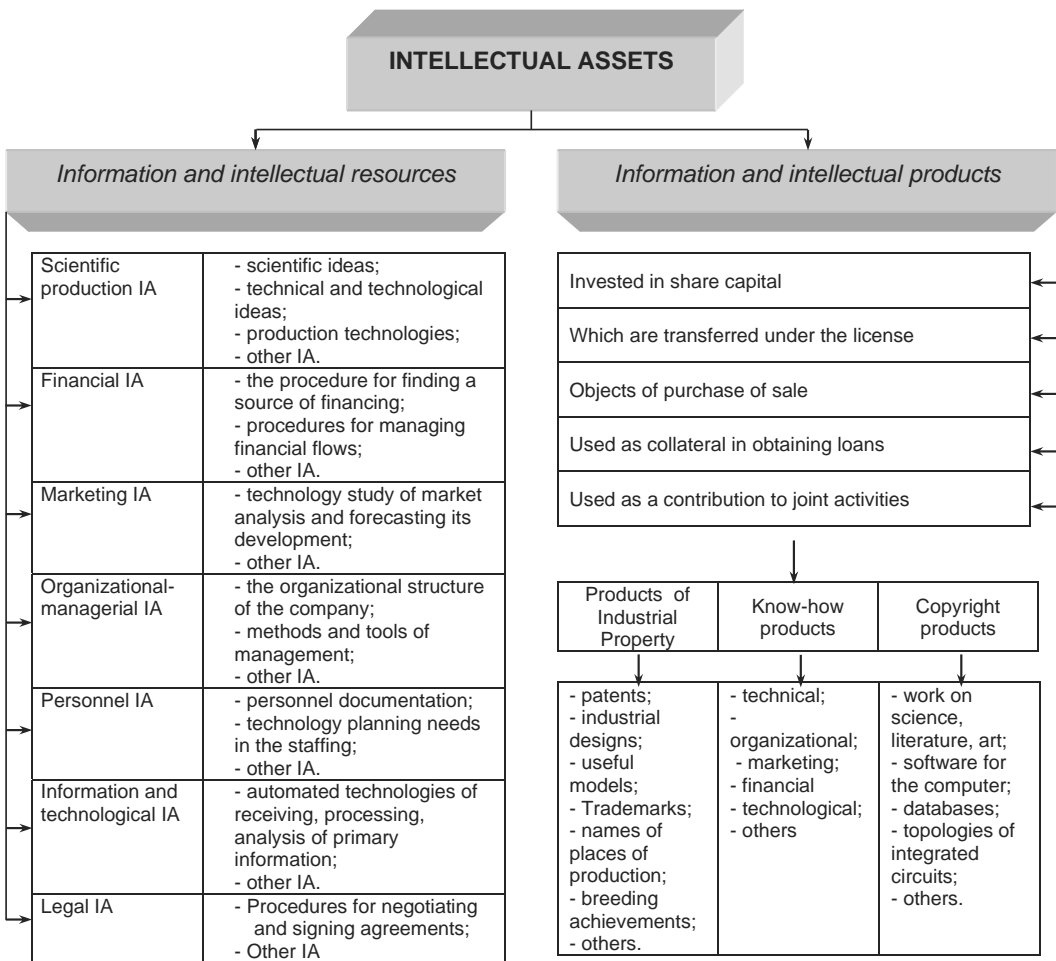 INTELLECTUAL ASSETS
Information and intellectual resources
Scientific
production IA
- scientific ideas;
- technical and technological
ideas;
- production technologies;
- other IA.
Financial IA
- the procedure for finding a
source of financing;
- procedures for managing
financial flows;
- other IA.
Marketing IA
- technology study of market
analysis and forecasting its
development;
- other IA.
Organizational-
managerial IA
- the organizational structure
of the company;
- methods and tools of
management;
- other IA.
Personnel IA
- personnel documentation;
- technology planning needs
in the staffing;
- other IA.
Information and
technological IA
- automated technologies of
receiving, processing,
analysis of primary
information;
- other IA.
Legal IA
- Procedures for negotiating
and signing agreements;
- Other IA
Information and intellectual products
Invested in share capital
Which are transferred under the license
Objects of purchase of sale
Used as collateral in obtaining loans
Used as a contribution to joint activities
Products of
Industrial
Property
Know-how
products
Copyright
products
- patents;
- industrial
designs;
- useful
models;
- Trademarks;
- names of
places of
production;
- breeding
achievements;
- others.
- technical;
-
organizational;
- marketing;
- financial
- technological;
- others
- work on
science,
literature, art;
- software for
the computer;
- databases;
- topologies of
integrated
circuits;
- others.